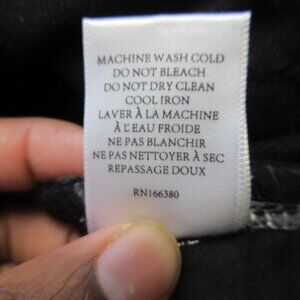 MACHINE WASH COLD
DO NOT BLEACH
DO NOT DRY CLEAN
COOL IRON
LAVER À LA MACHINE
À L'EAU FROIDE
NE PAS BLANCHIR
NE PAS NETTOYER À SEC
REPASSAGE DOUX
RN166380